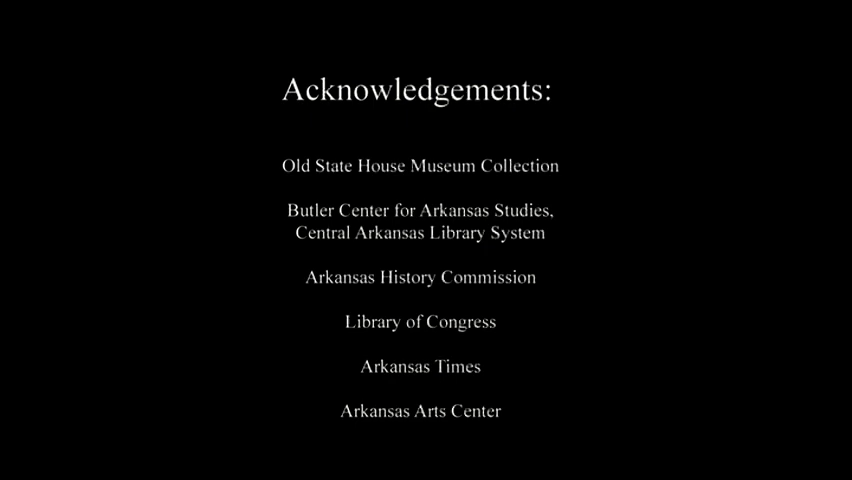 Acknowledgements:
Old State House Museum Collection
Butler Center for Arkansas Studies,
Central Arkansas Library System
Arkansas History Commission
Library of Congress
Arkansas Times
Arkansas Arts Center